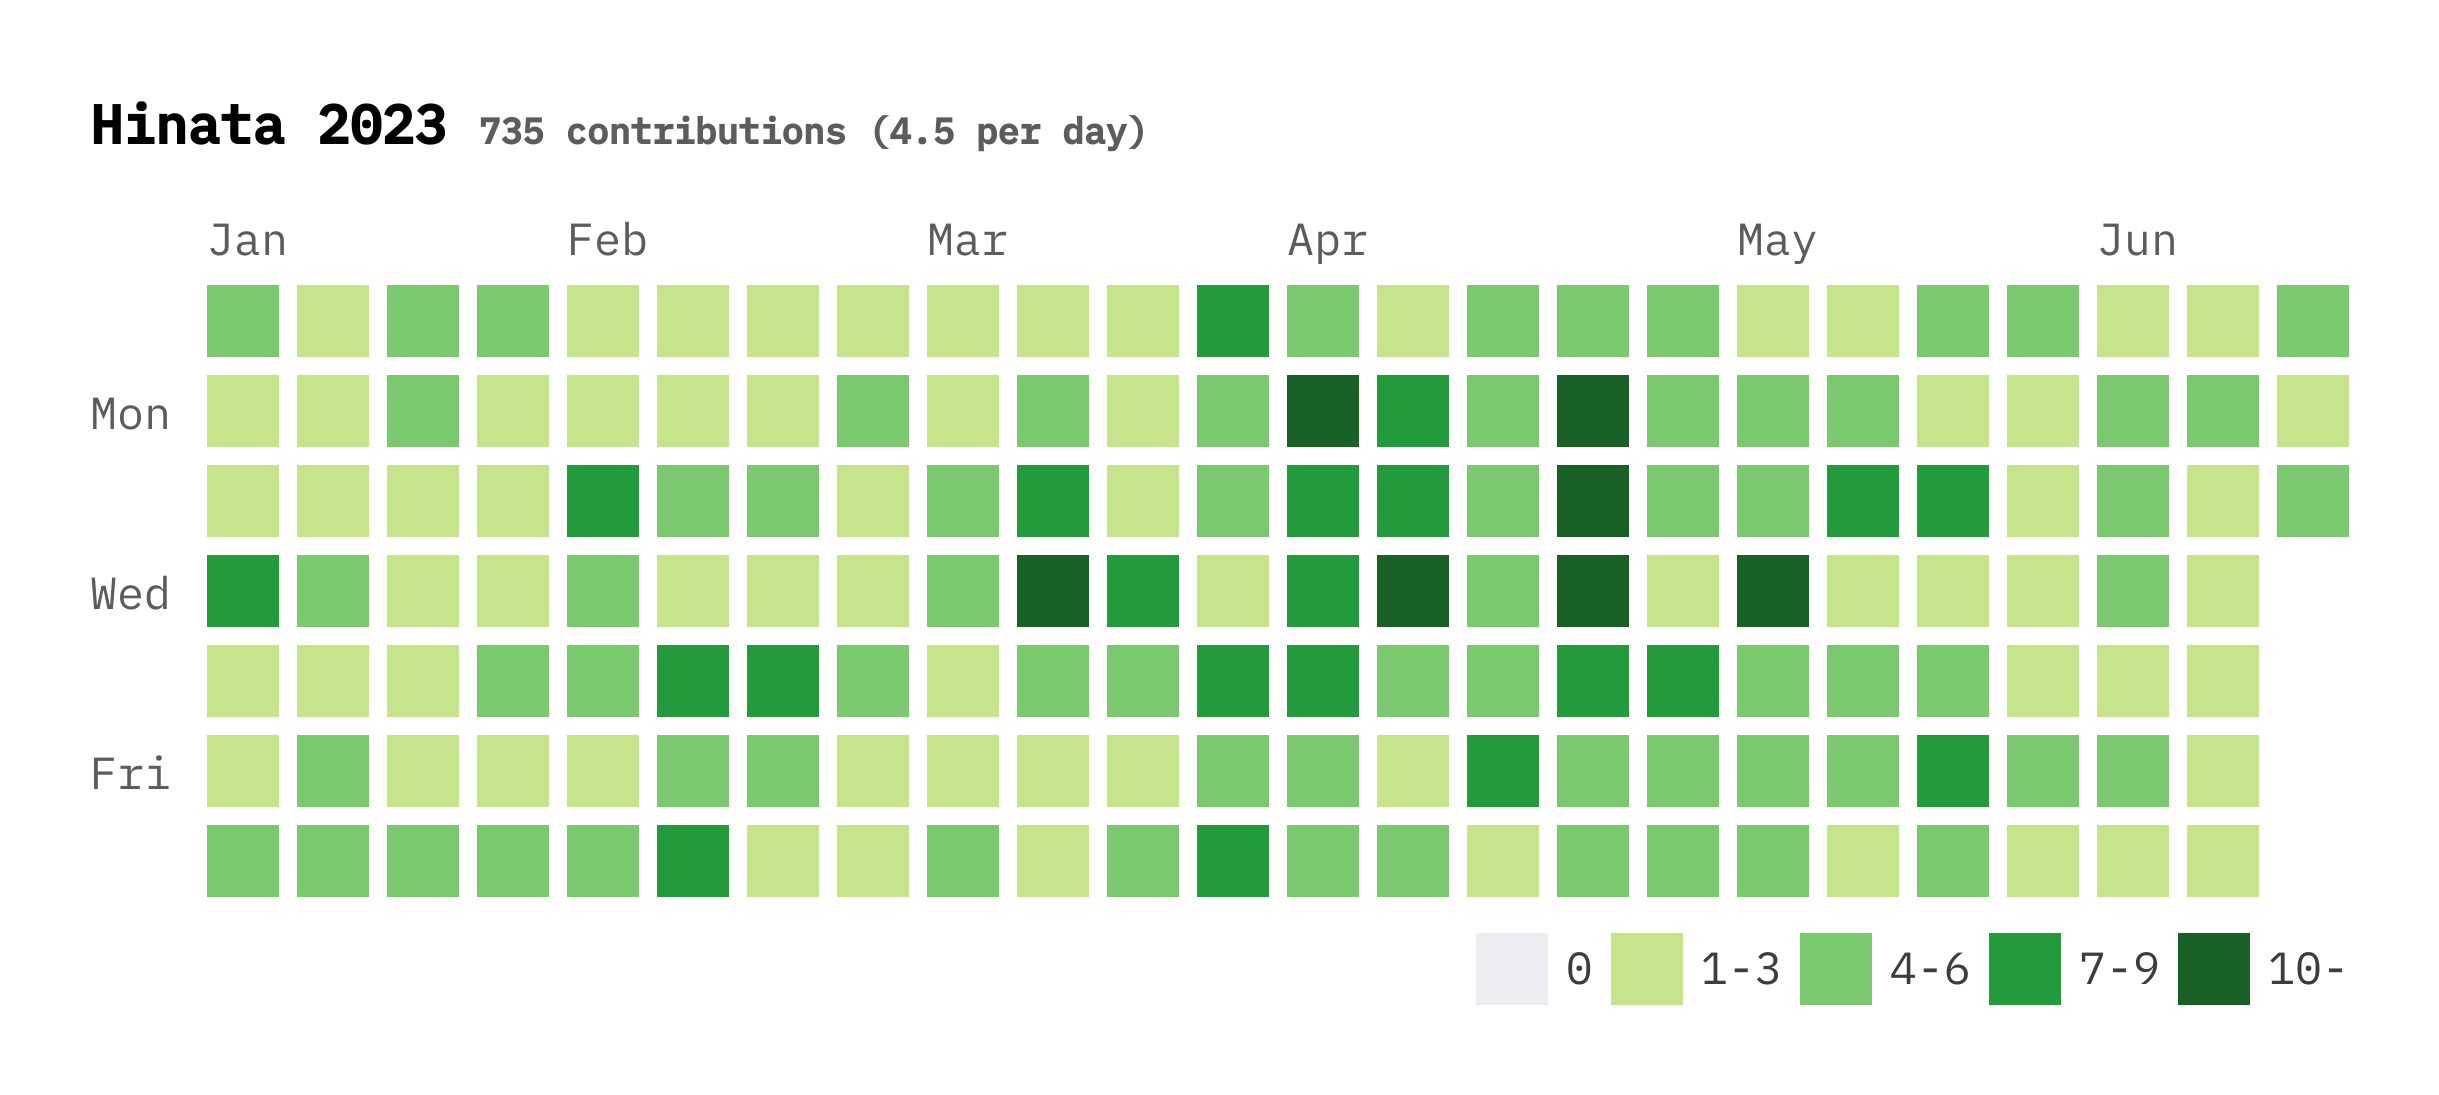 Hinata 2023 735 contributions (4.5 per day)
Jan Feb Mar Apr May Jun
Mon
Wed
Fri
0 1-3 4-6 7-9 10-